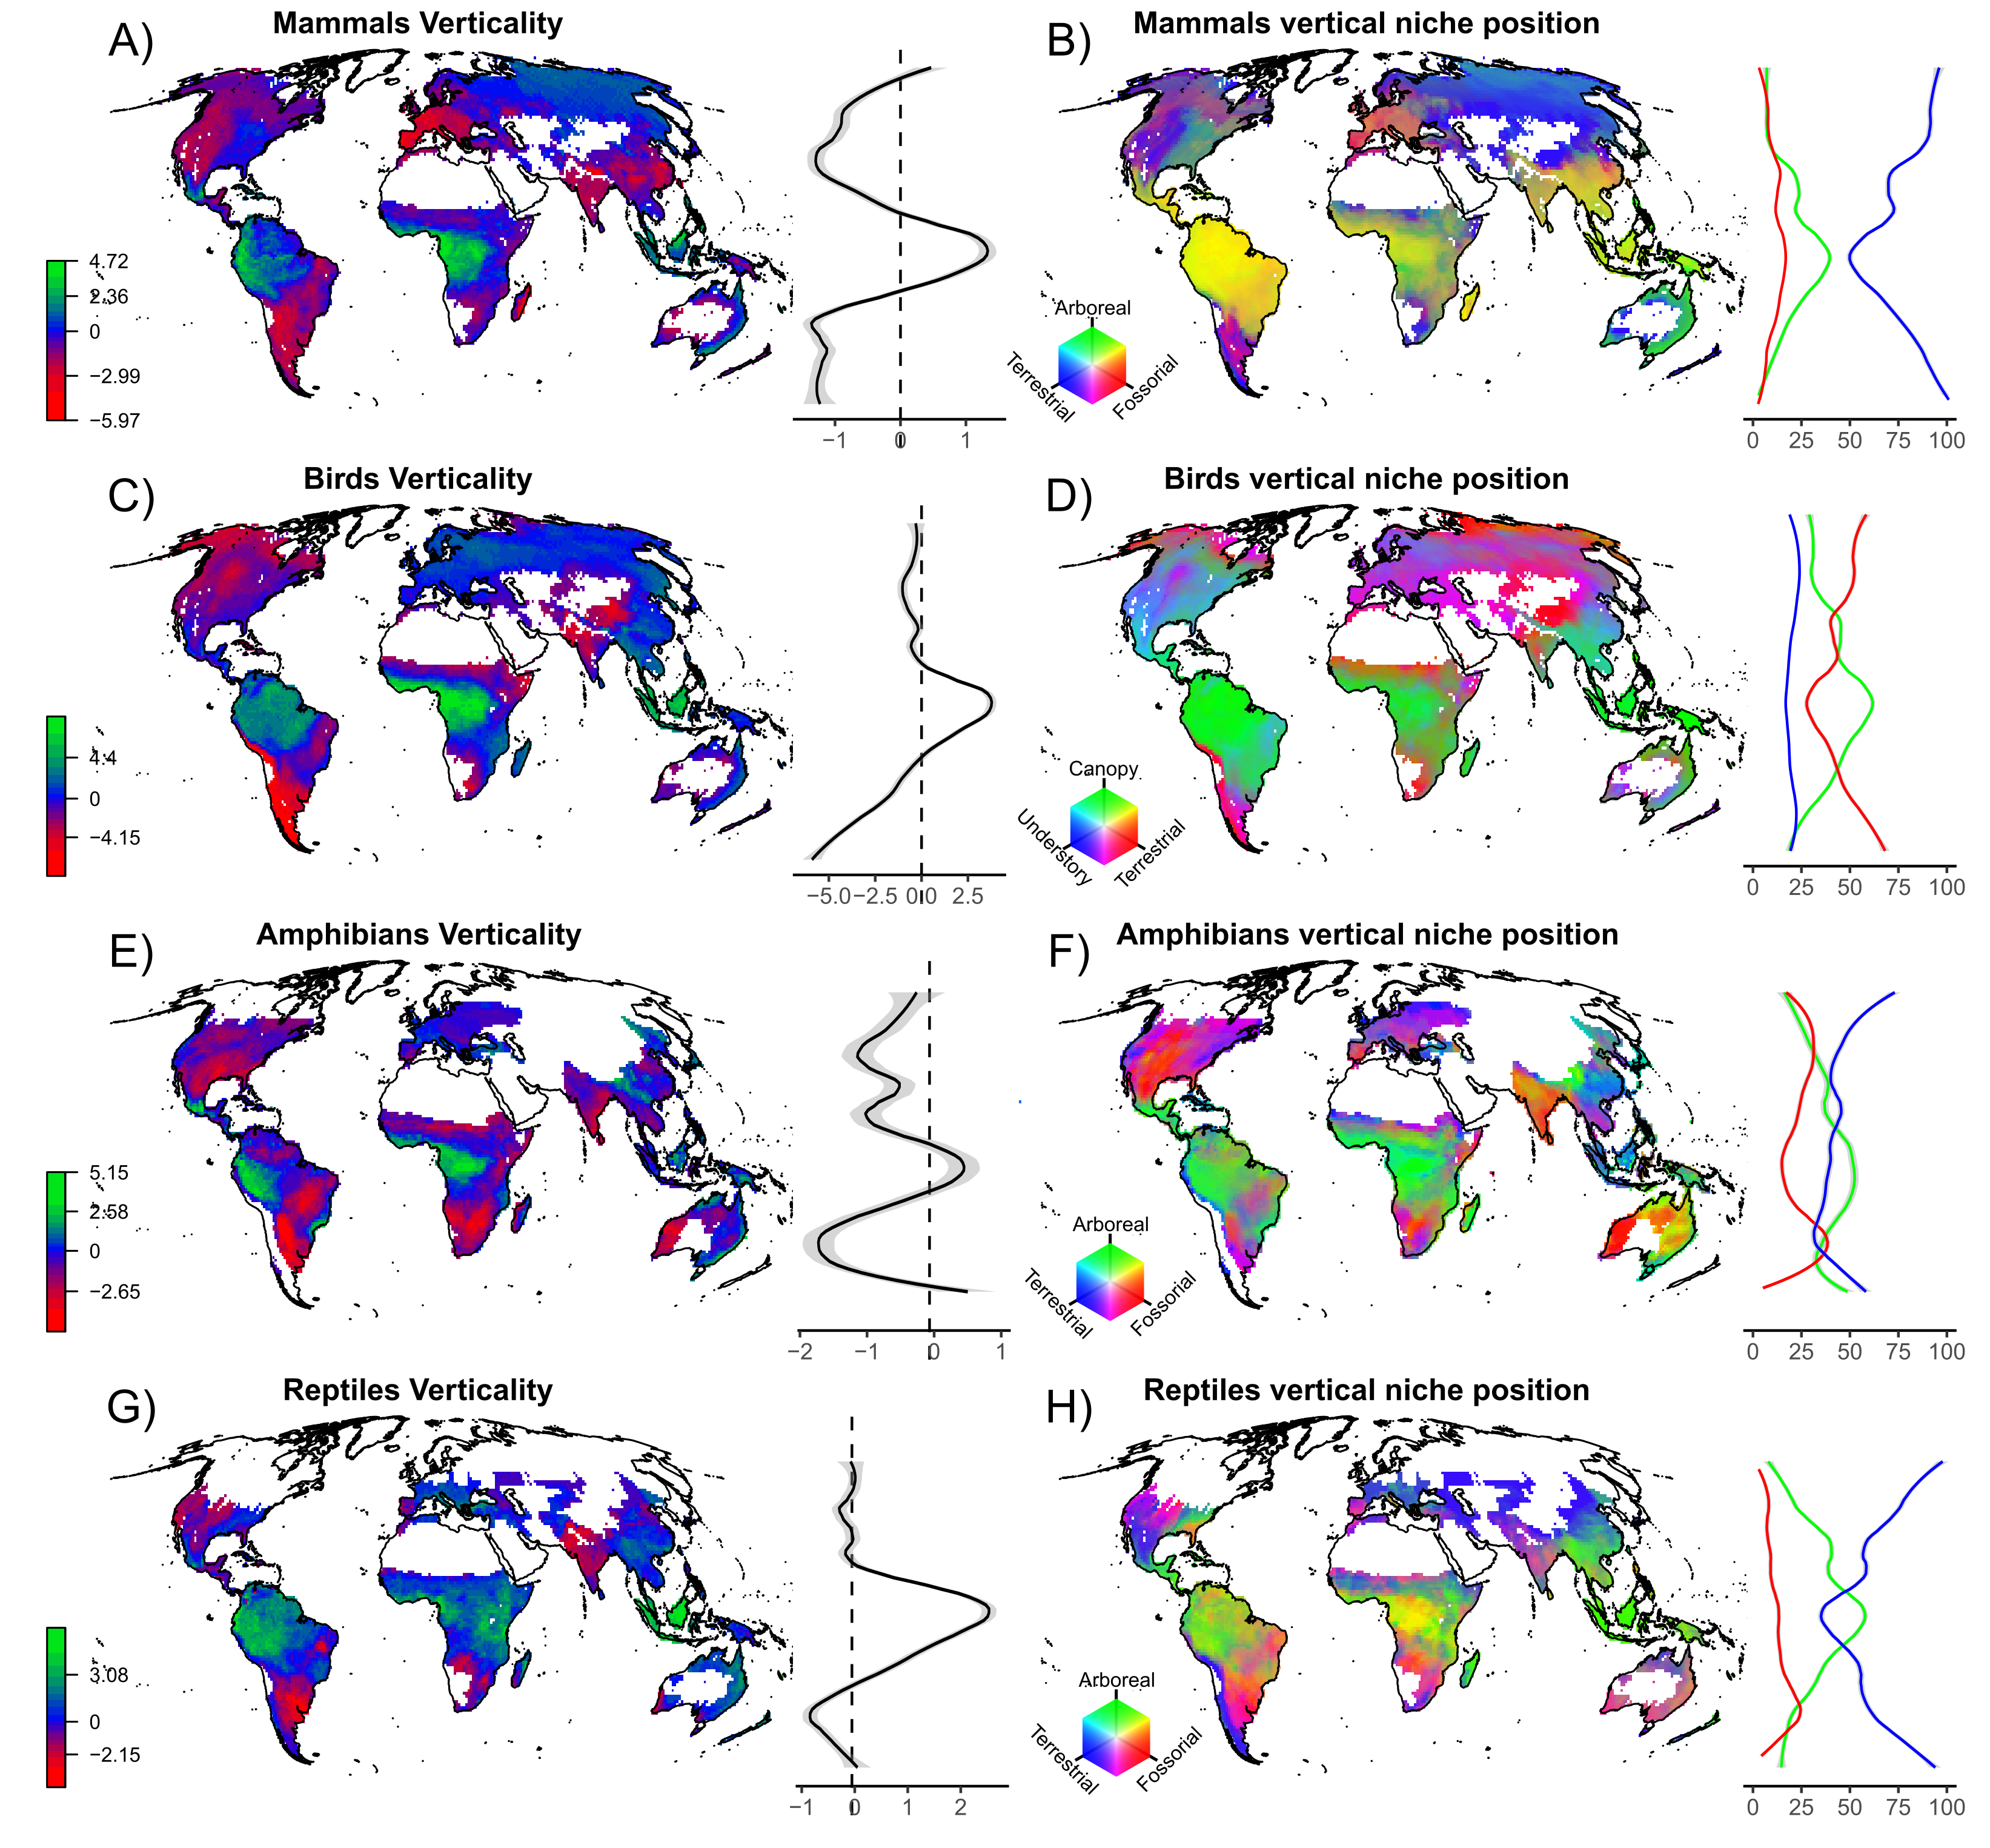 A) Mammals Verticality
4.72
2.36
0
−2.99
−5.97
−1 0 1
B) Mammals vertical niche position
Arboreal
Terrestrial
Fossorial
0 25 50 75 100
C) Birds Verticality
4.4
0
−4.15
−5.0 −2.5 0.0 2.5
D) Birds vertical niche position
Canopy
Understory
Terrestrial
0 25 50 75 100
E) Amphibians Verticality
5.15
2.58
0
−2.65
−2 −1 0 1
F) Amphibians vertical niche position
Arboreal
Terrestrial
Fossorial
0 25 50 75 100
G) Reptiles Verticality
3.08
0
−2.15
−1 0 1 2
H) Reptiles vertical niche position
Arboreal
Terrestrial
Fossorial
0 25 50 75 100